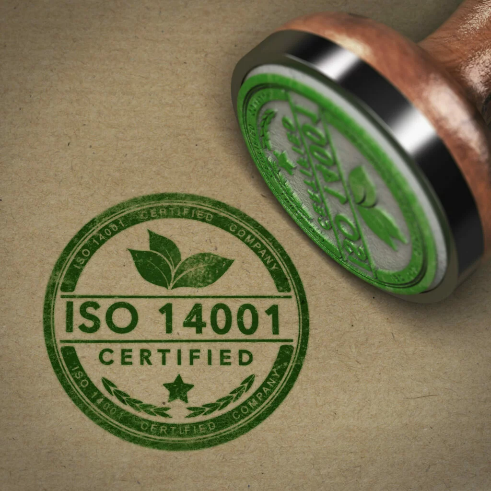 ISO 14001 CERTIFIED COMPANY
ISO 14001
CERTIFIED
ISO 14001 CERTIFIED COMPANY